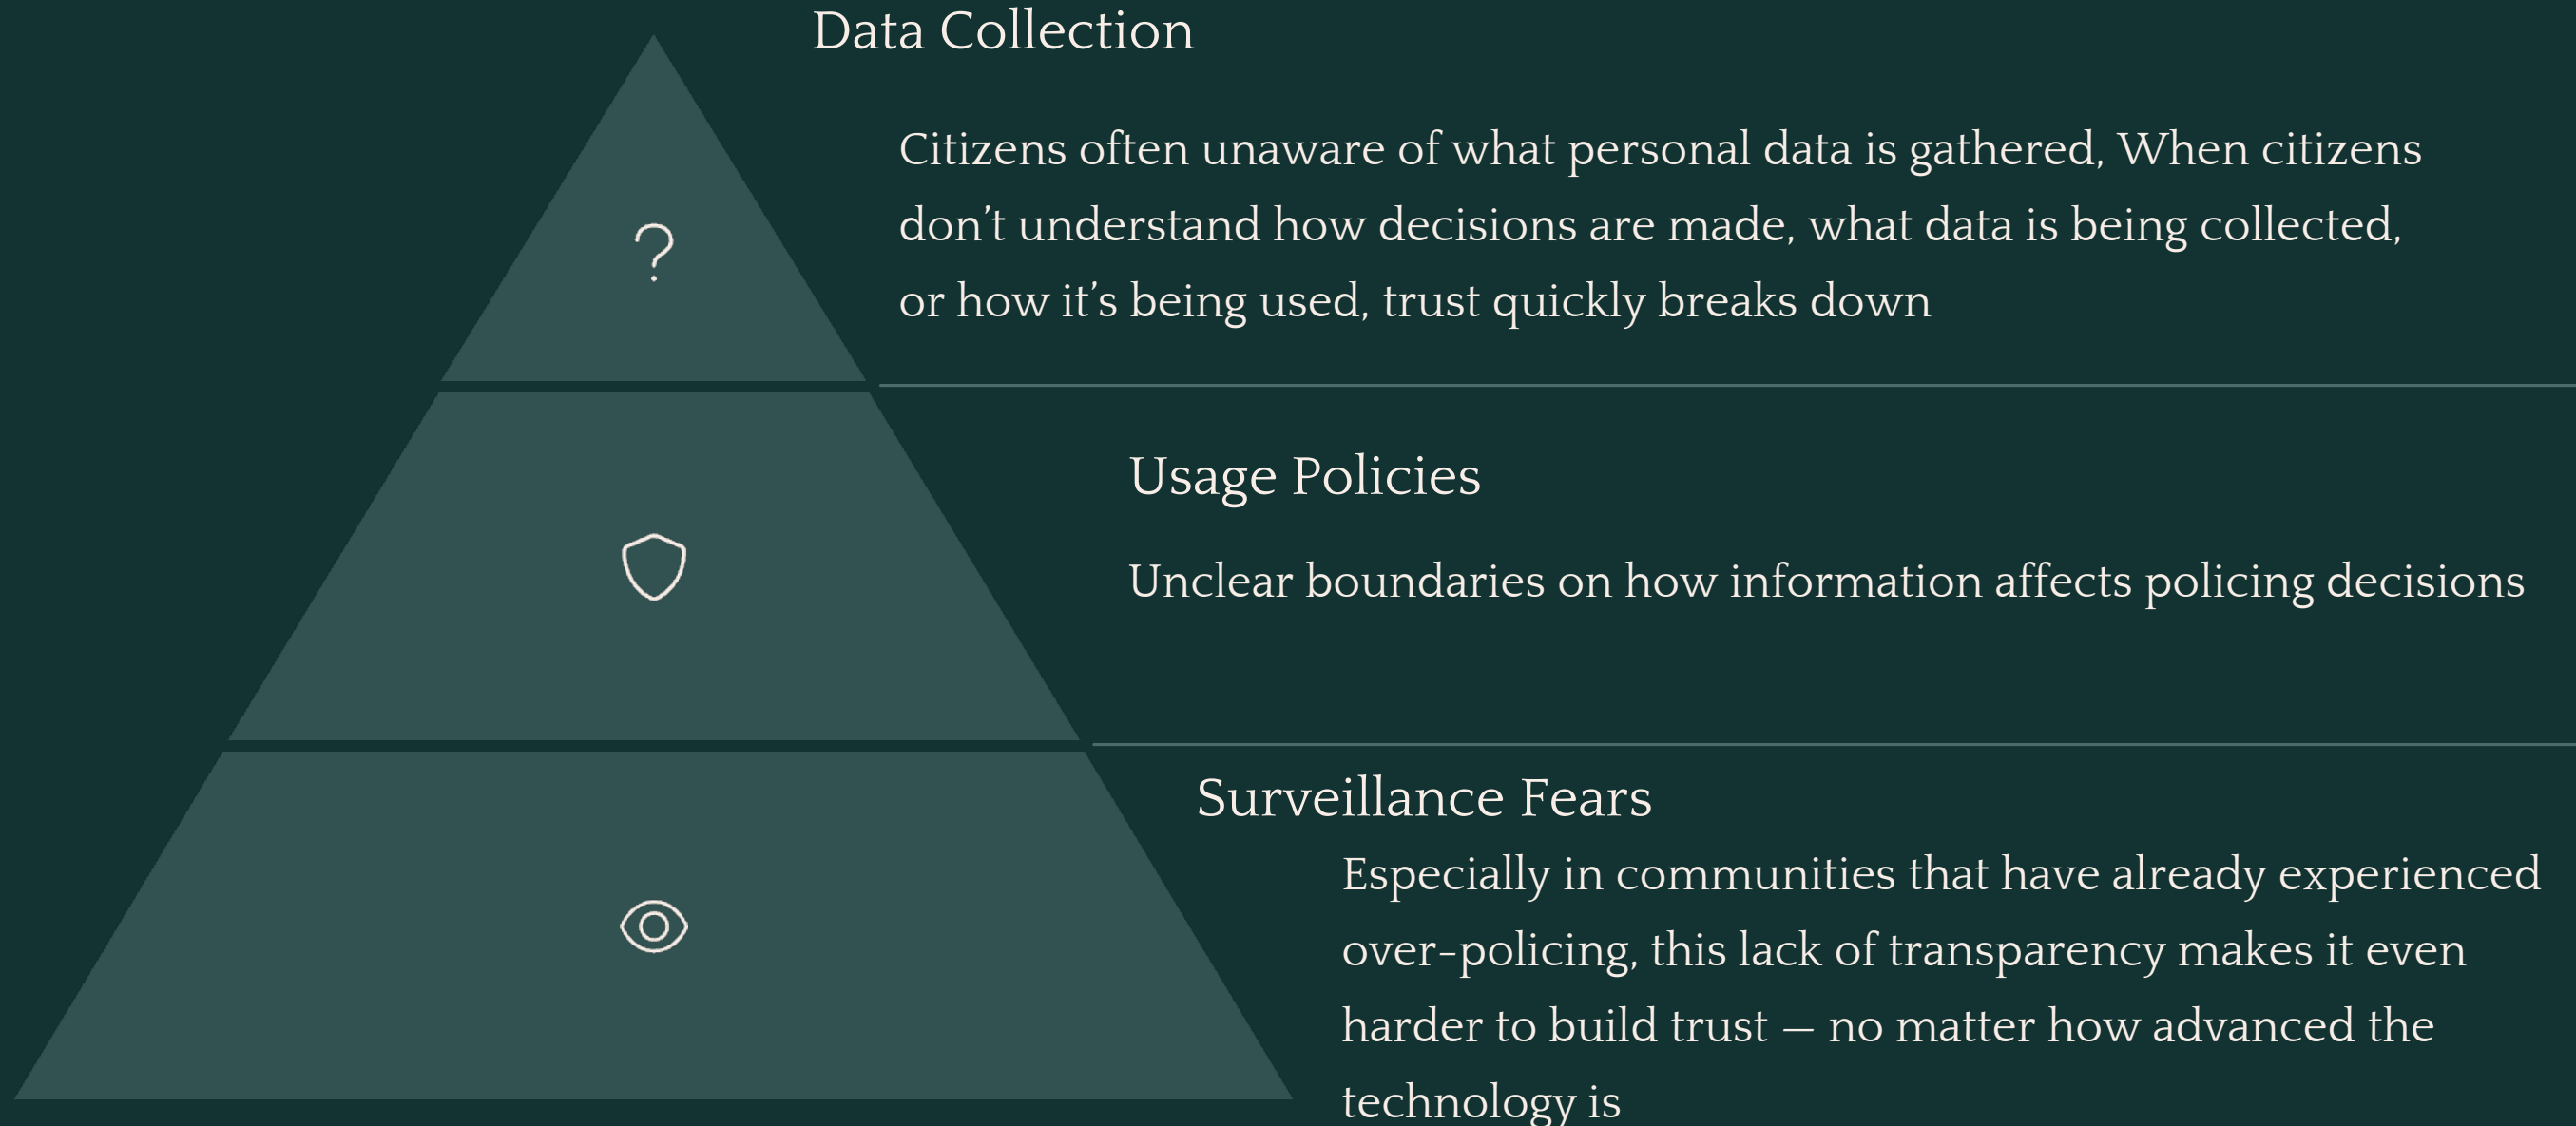 Data Collection
Citizens often unaware of what personal data is gathered, When citizens
don’t understand how decisions are made, what data is being collected,
or how it’s being used, trust quickly breaks down
Usage Policies
Unclear boundaries on how information affects policing decisions
Surveillance Fears
Especially in communities that have already experienced
over-policing, this lack of transparency makes it even
harder to build trust — no matter how advanced the
technology is